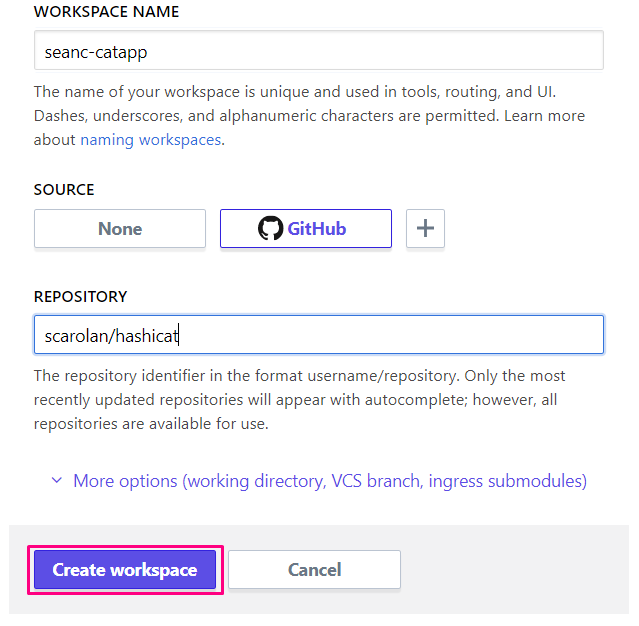 WORKSPACE NAME
seanc-catapp
The name of your workspace is unique and used in tools, routing, and UI.
Dashes, underscores, and alphanumeric characters are permitted. Learn more
about naming workspaces.
SOURCE
None
GitHub
+
REPOSITORY
scarolan/hashicat
The repository identifier in the format username/repository. Only the most
recently updated repositories will appear with autocomplete; however, all
repositories are available for use.
More options (working directory, VCS branch, ingress submodules)
Create workspace
Cancel